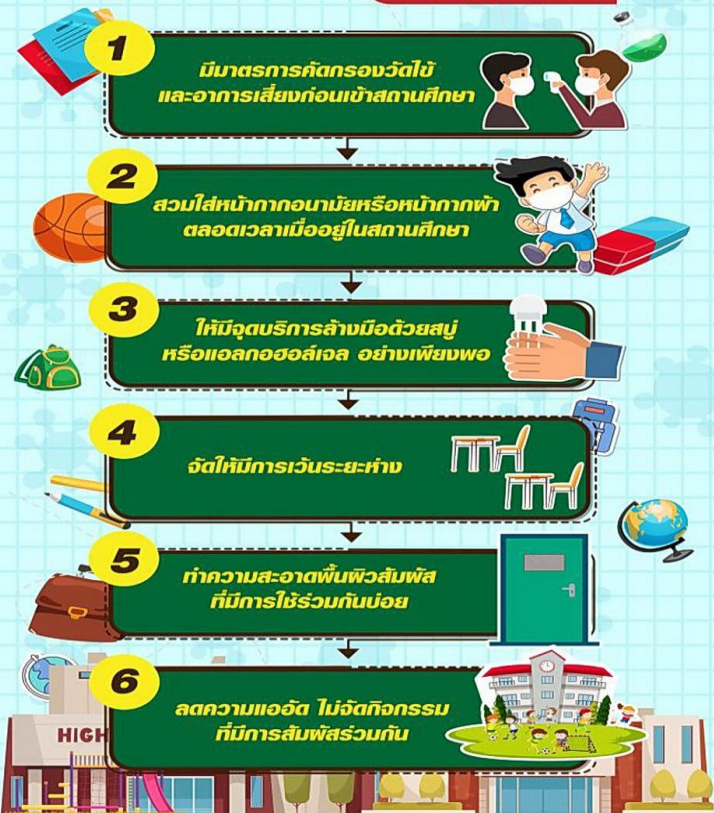 1
มีมาตรการคัดกรองวัดไข้
และอาการเสี่ยงก่อนเข้าสถานศึกษา
2
สวมใส่หน้ากากอนามัยหรือหน้ากากผ้า
ตลอดเวลาเมื่ออยู่ในสถานศึกษา
3
ให้มีจุดบริการล้างมือด้วยสบู่
หรือแอลกอฮอล์เจล อย่างเพียงพอ
4
จัดให้มีการเว้นระยะห่าง
5
ทำความสะอาดพื้นผิวสัมผัส
ที่มีการใช้ร่วมกันบ่อย
6
ลดความแออัด ไม่จัดกิจกรรม
ที่มีการสัมผัสร่วมกัน
HIGH